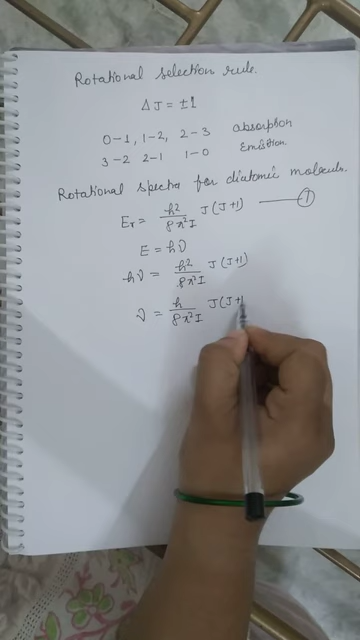 Rotational selection rule.
ΔJ = ±1
0-1, 1-2, 2-3 absorption
3-2 2-1 1-0 Emission
Rotational spectra for diatomic molecules.
Er = h²/8π²I J(J+1) —— ①
E = hν
hν = h²/8π²I J(J+1)
ν = h/8π²I J(J+1